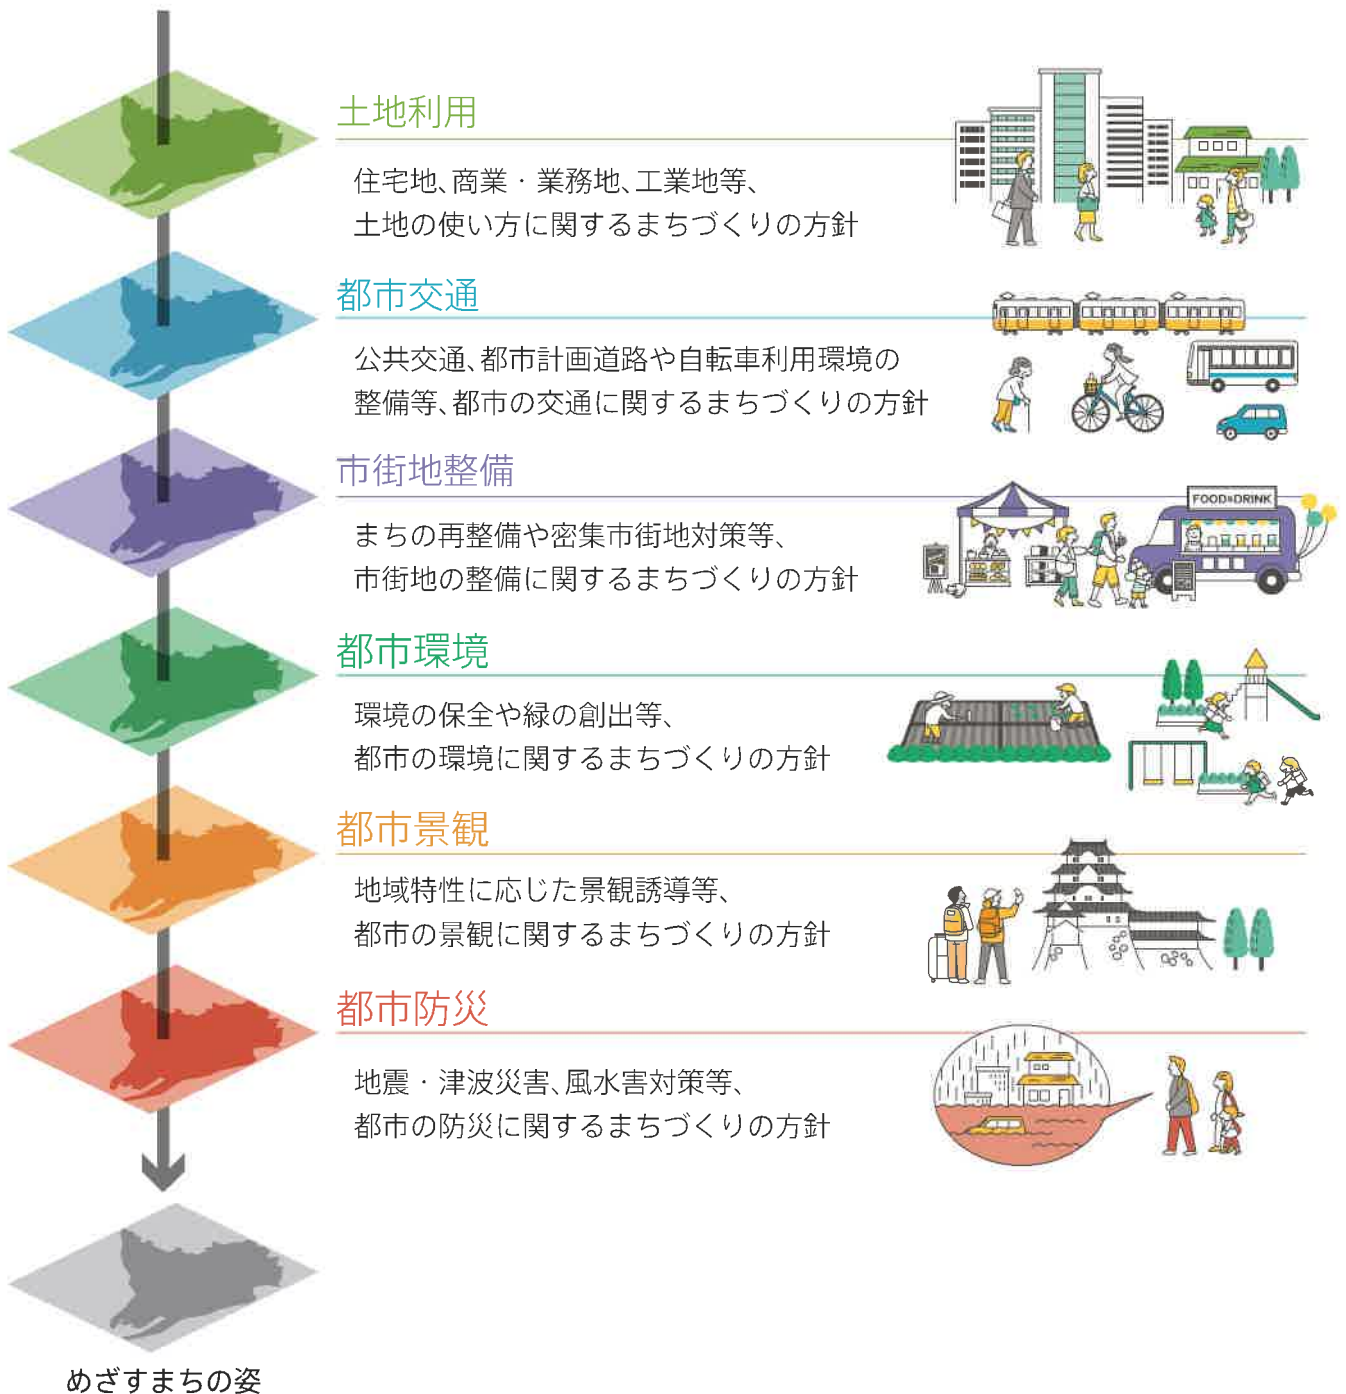 土地利用
住宅地、商業・業務地、工業地等、
土地の使い方に関するまちづくりの方針
都市交通
公共交通、都市計画道路や自転車利用環境の
整備等、都市の交通に関するまちづくりの方針
市街地整備
FOOD&DRINK
まちの再整備や密集市街地対策等、
市街地の整備に関するまちづくりの方針
都市環境
環境の保全や緑の創出等、
都市の環境に関するまちづくりの方針
都市景観
地域特性に応じた景観誘導等、
都市の景観に関するまちづくりの方針
都市防災
地震・津波災害、風水害対策等、
都市の防災に関するまちづくりの方針
めざすまちの姿